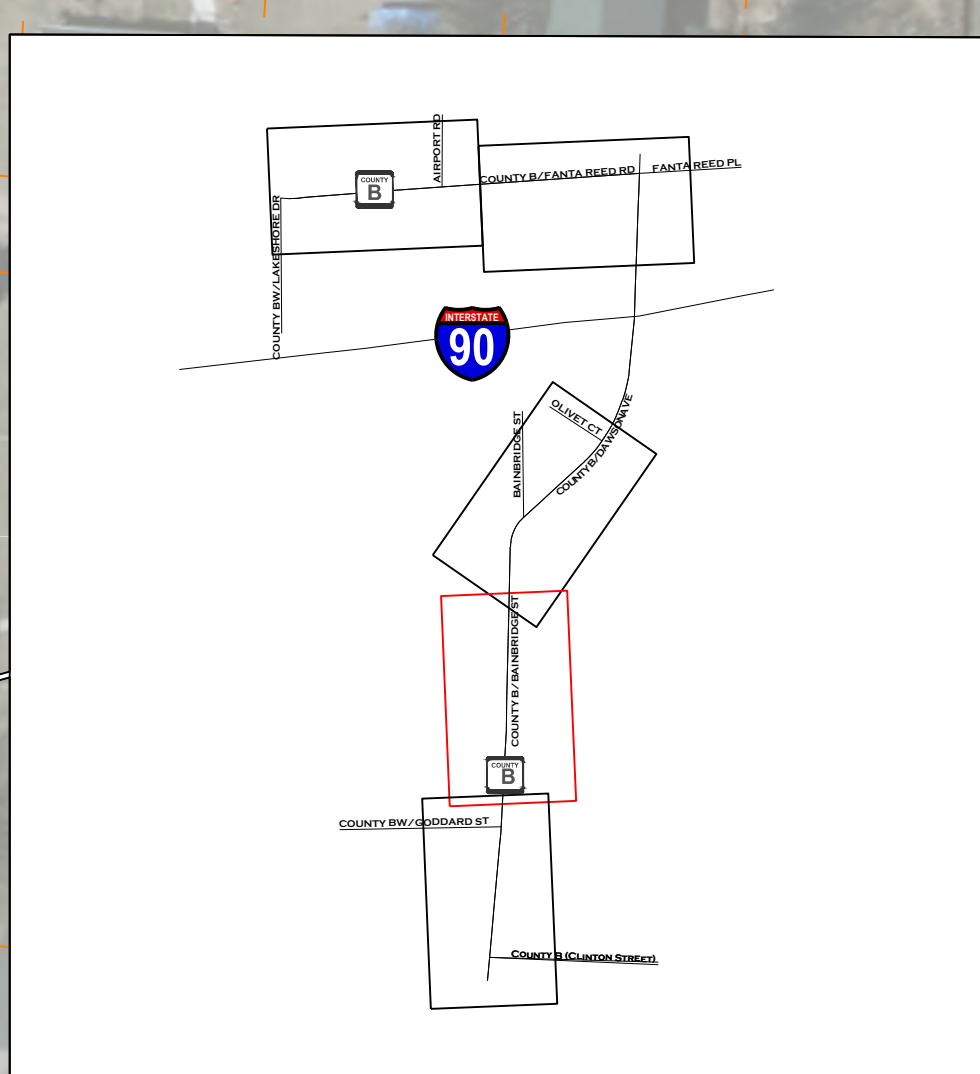 AIRPORT RD
COUNTY B/FANTA REED RD
FANTA REED PL
COUNTY
B
COUNTY BW/LAKESHORE DR
INTERSTATE
90
OLIVET CT
BAINBRIDGE ST
COUNTY B/DAWSON AVE
COUNTY B/BAINBRIDGE ST
COUNTY
B
COUNTY BW/GODDARD ST
COUNTY B (CLINTON STREET)